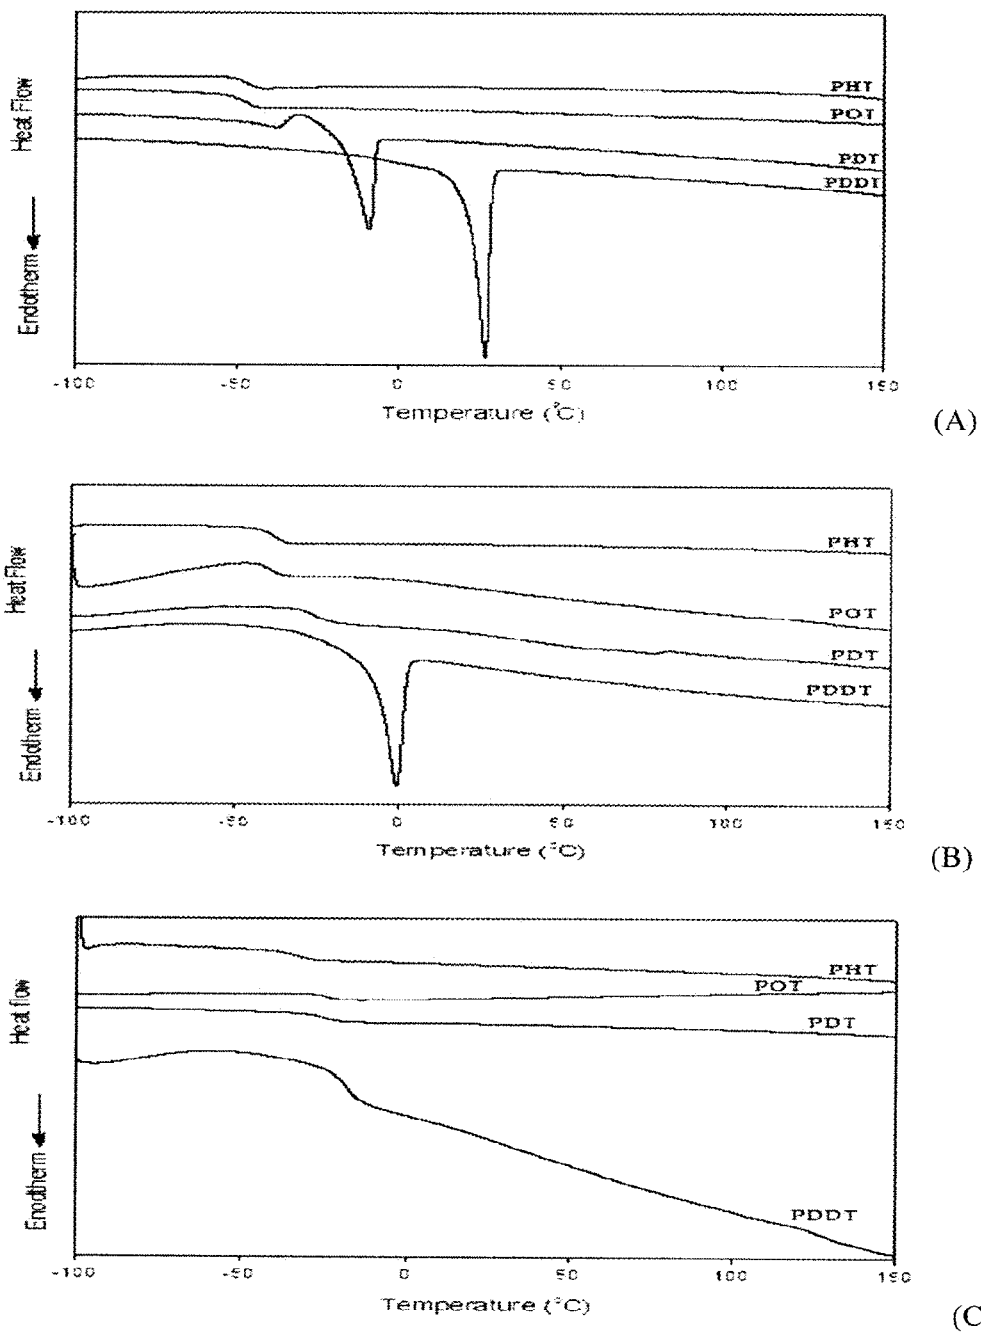 Heat Flow
Endotherm
PHT
POT
PDT
PDDT
-100 -50 0 50 100 150
Temperature (°C)
(A)
Heat Flow
Endotherm
PHT
POT
PDT
PDDT
-100 -50 0 50 100 150
Temperature (°C)
(B)
Heat flow
Enodtherm
PHT
POT
PDT
PDDT
-100 -50 0 50 100 150
Temperature (°C)
(C